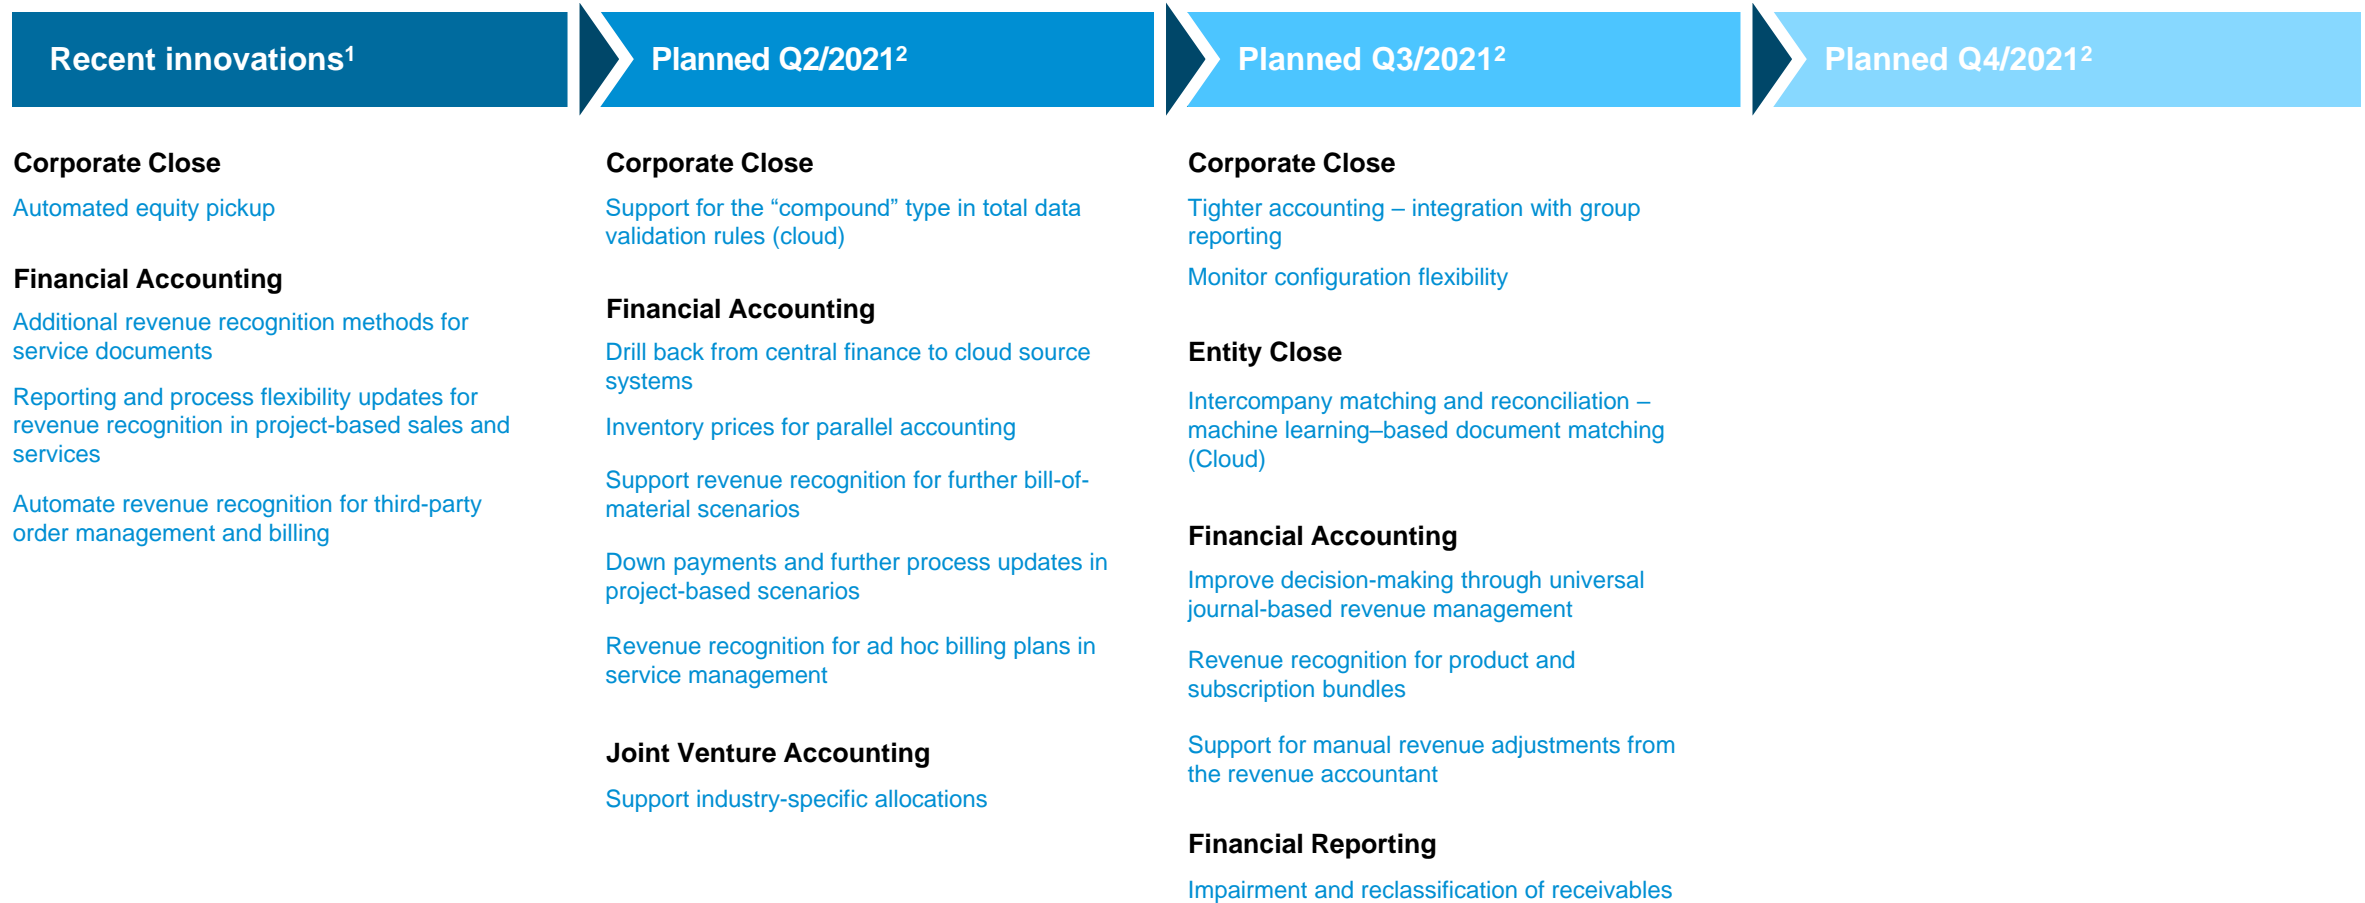 Recent innovations¹
Planned Q2/2021²
Planned Q3/2021²
Planned Q4/2021²
Corporate Close
Automated equity pickup
Financial Accounting
Additional revenue recognition methods for
service documents
Reporting and process flexibility updates for
revenue recognition in project-based sales and
services
Automate revenue recognition for third-party
order management and billing
Corporate Close
Support for the “compound” type in total data
validation rules (cloud)
Financial Accounting
Drill back from central finance to cloud source
systems
Inventory prices for parallel accounting
Support revenue recognition for further bill-of-
material scenarios
Down payments and further process updates in
project-based scenarios
Revenue recognition for ad hoc billing plans in
service management
Joint Venture Accounting
Support industry-specific allocations
Corporate Close
Tighter accounting – integration with group
reporting
Monitor configuration flexibility
Entity Close
Intercompany matching and reconciliation –
machine learning–based document matching
(Cloud)
Financial Accounting
Improve decision-making through universal
journal-based revenue management
Revenue recognition for product and
subscription bundles
Support for manual revenue adjustments from
the revenue accountant
Financial Reporting
Impairment and reclassification of receivables